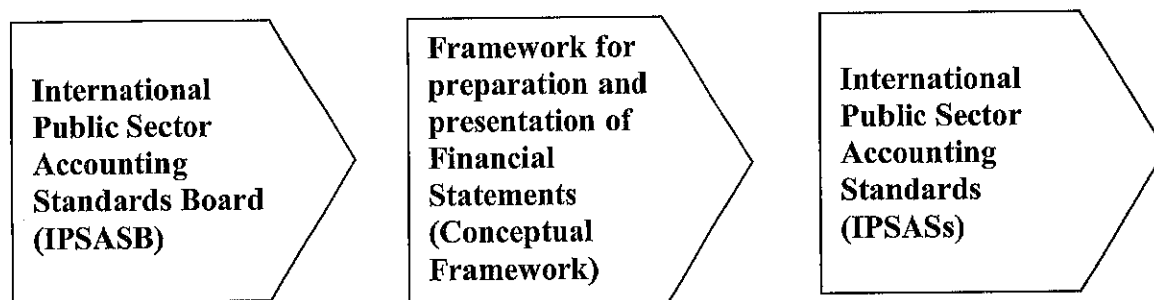 International
Public Sector
Accounting
Standards Board
(IPSASB)
Framework for
preparation and
presentation of
Financial
Statements
(Conceptual
Framework)
International
Public Sector
Accounting
Standards
(IPSASs)